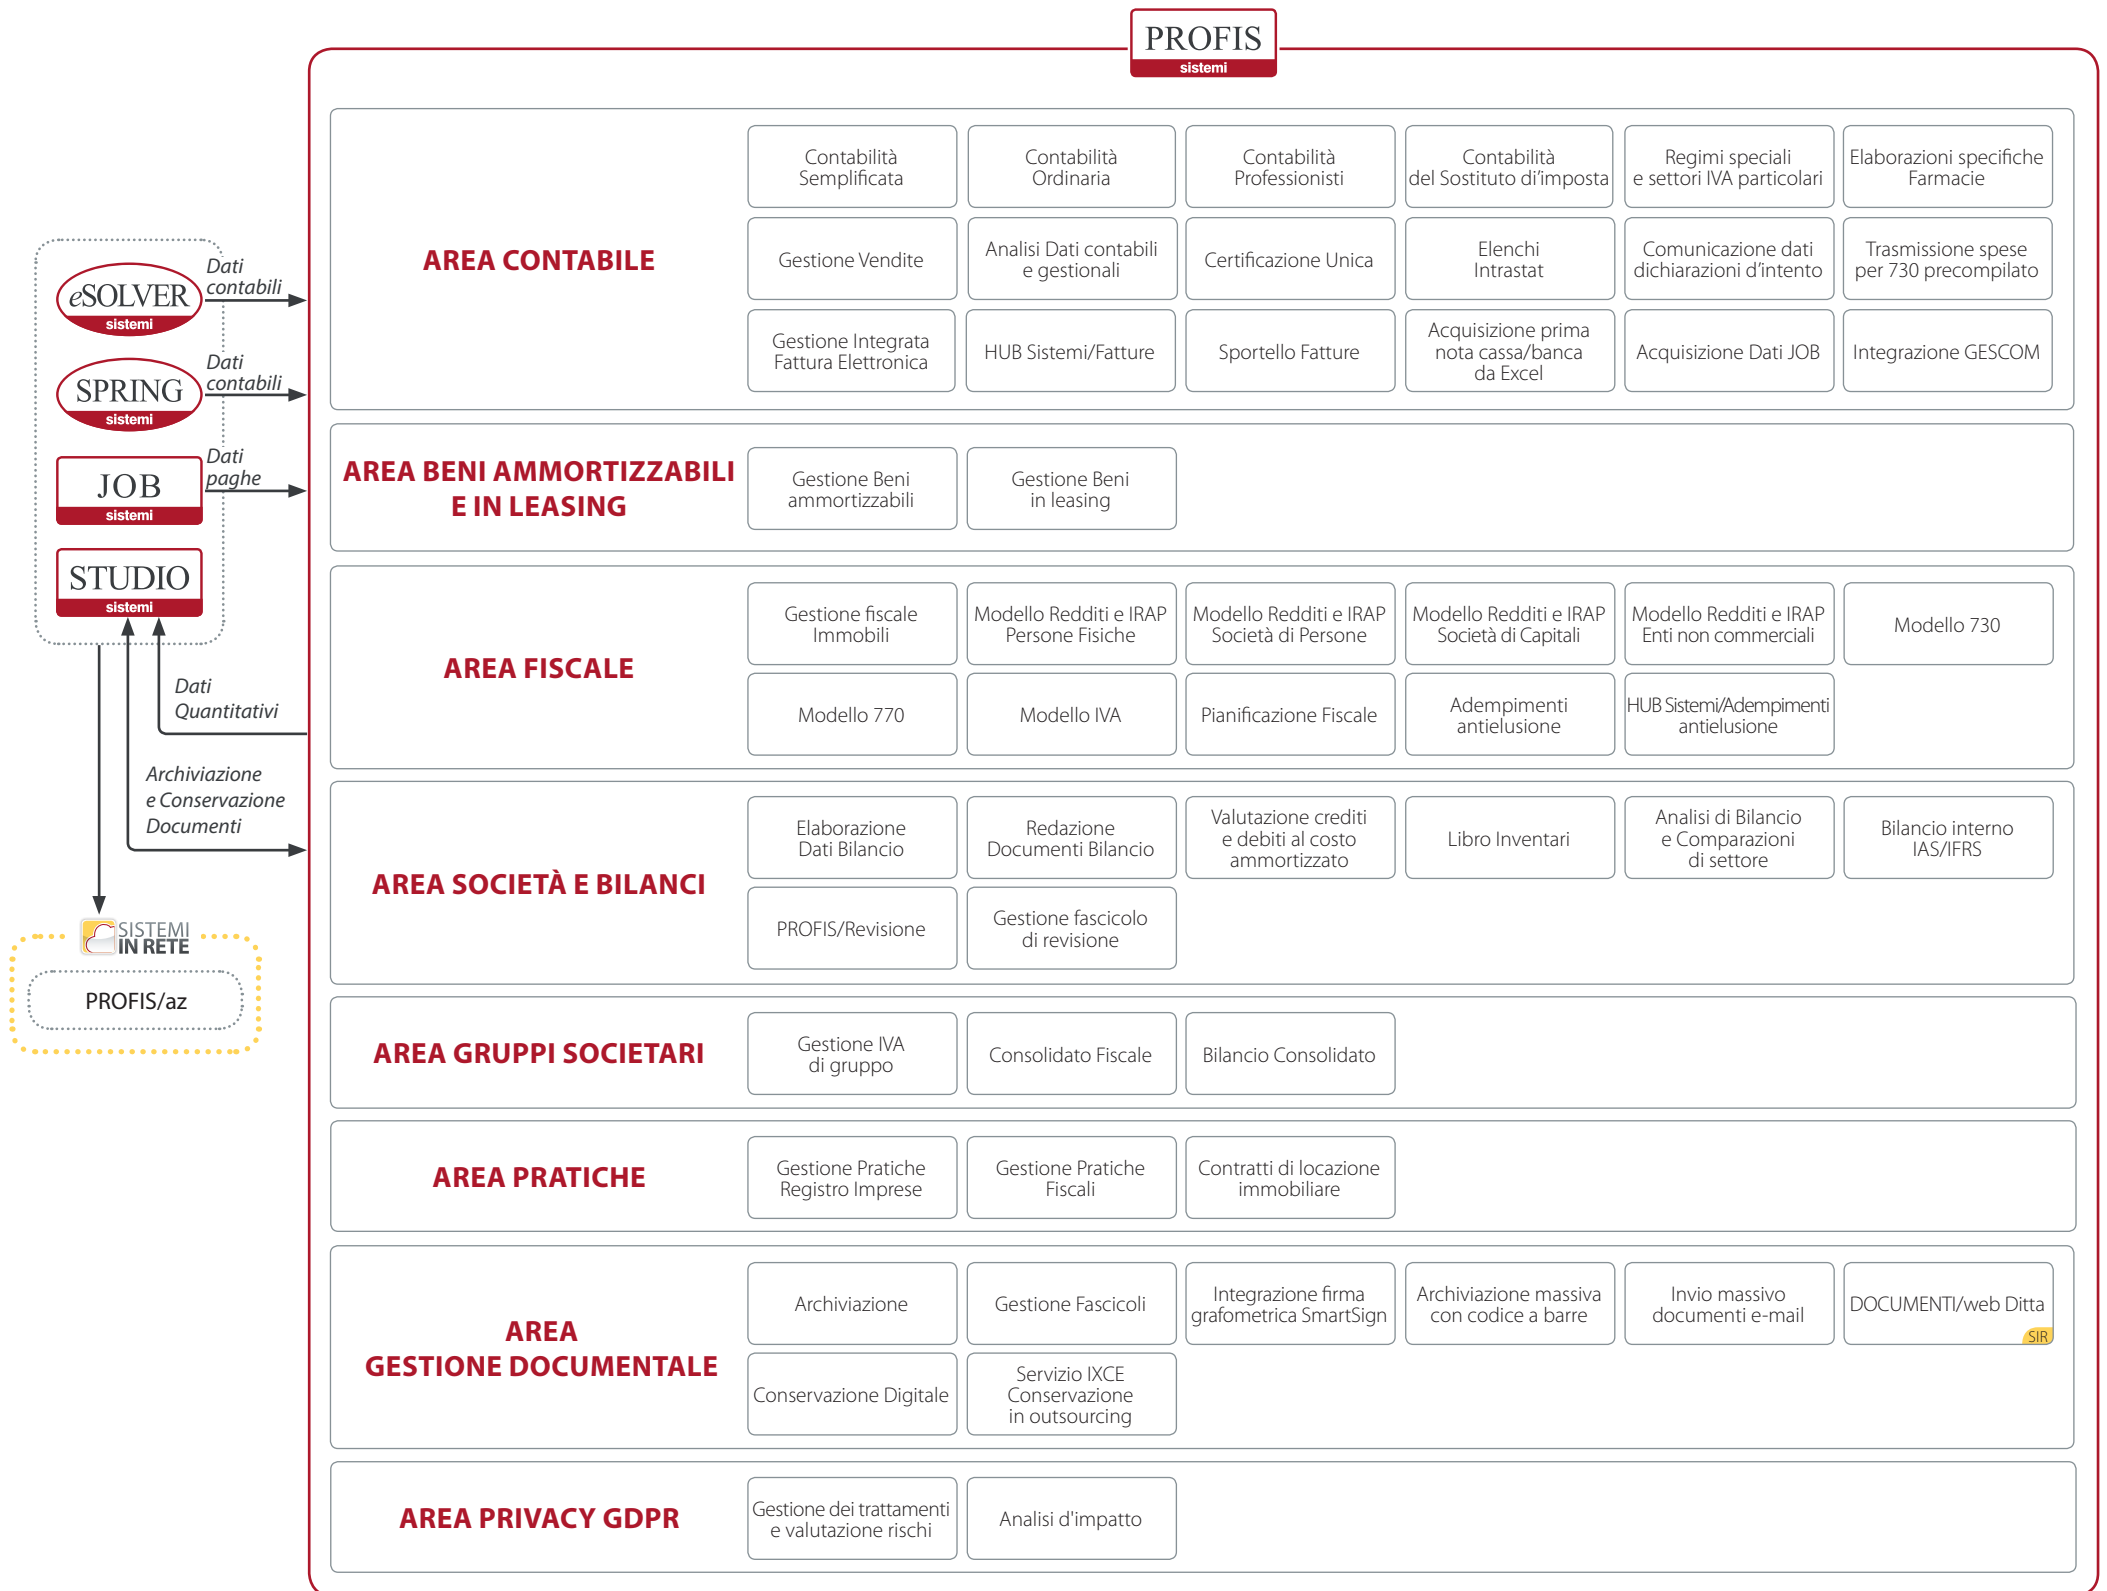 PROFIS
sistemi
eSOLVER
sistemi
Dati
contabili
SPRING
sistemi
Dati
contabili
JOB
sistemi
Dati
paghe
STUDIO
sistemi
Dati
Quantitativi
Archiviazione
e Conservazione
Documenti
SISTEMI
IN RETE
PROFIS/az
AREA CONTABILE
Contabilità
Semplificata
Contabilità
Ordinaria
Contabilità
Professionisti
Contabilità
del Sostituto di’imposta
Regimi speciali
e settori IVA particolari
Elaborazioni specifiche
Farmacie
Gestione Vendite
Analisi Dati contabili
e gestionali
Certificazione Unica
Elenchi
Intrastat
Comunicazione dati
dichiarazioni d’intento
Trasmissione spese
per 730 precompilato
Gestione Integrata
Fattura Elettronica
HUB Sistemi/Fatture
Sportello Fatture
Acquisizione prima
nota cassa/banca
da Excel
Acquisizione Dati JOB
Integrazione GESCOM
AREA BENI AMMORTIZZABILI
E IN LEASING
Gestione Beni
ammortizzabili
Gestione Beni
in leasing
AREA FISCALE
Gestione fiscale
Immobili
Modello Redditi e IRAP
Persone Fisiche
Modello Redditi e IRAP
Società di Persone
Modello Redditi e IRAP
Società di Capitali
Modello Redditi e IRAP
Enti non commerciali
Modello 730
Modello 770
Modello IVA
Pianificazione Fiscale
Adempimenti
antielusione
HUB Sistemi/Adempimenti
antielusione
AREA SOCIETÀ E BILANCI
Elaborazione
Dati Bilancio
Redazione
Documenti Bilancio
Valutazione crediti
e debiti al costo
ammortizzato
Libro Inventari
Analisi di Bilancio
e Comparazioni
di settore
Bilancio interno
IAS/IFRS
PROFIS/Revisione
Gestione fascicolo
di revisione
AREA GRUPPI SOCIETARI
Gestione IVA
di gruppo
Consolidato Fiscale
Bilancio Consolidato
AREA PRATICHE
Gestione Pratiche
Registro Imprese
Gestione Pratiche
Fiscali
Contratti di locazione
immobiliare
AREA
GESTIONE DOCUMENTALE
Archiviazione
Gestione Fascicoli
Integrazione firma
grafometrica SmartSign
Archiviazione massiva
con codice a barre
Invio massivo
documenti e-mail
DOCUMENTI/web Ditta
SIR
Conservazione Digitale
Servizio IXCE
Conservazione
in outsourcing
AREA PRIVACY GDPR
Gestione dei trattamenti
e valutazione rischi
Analisi d'impatto